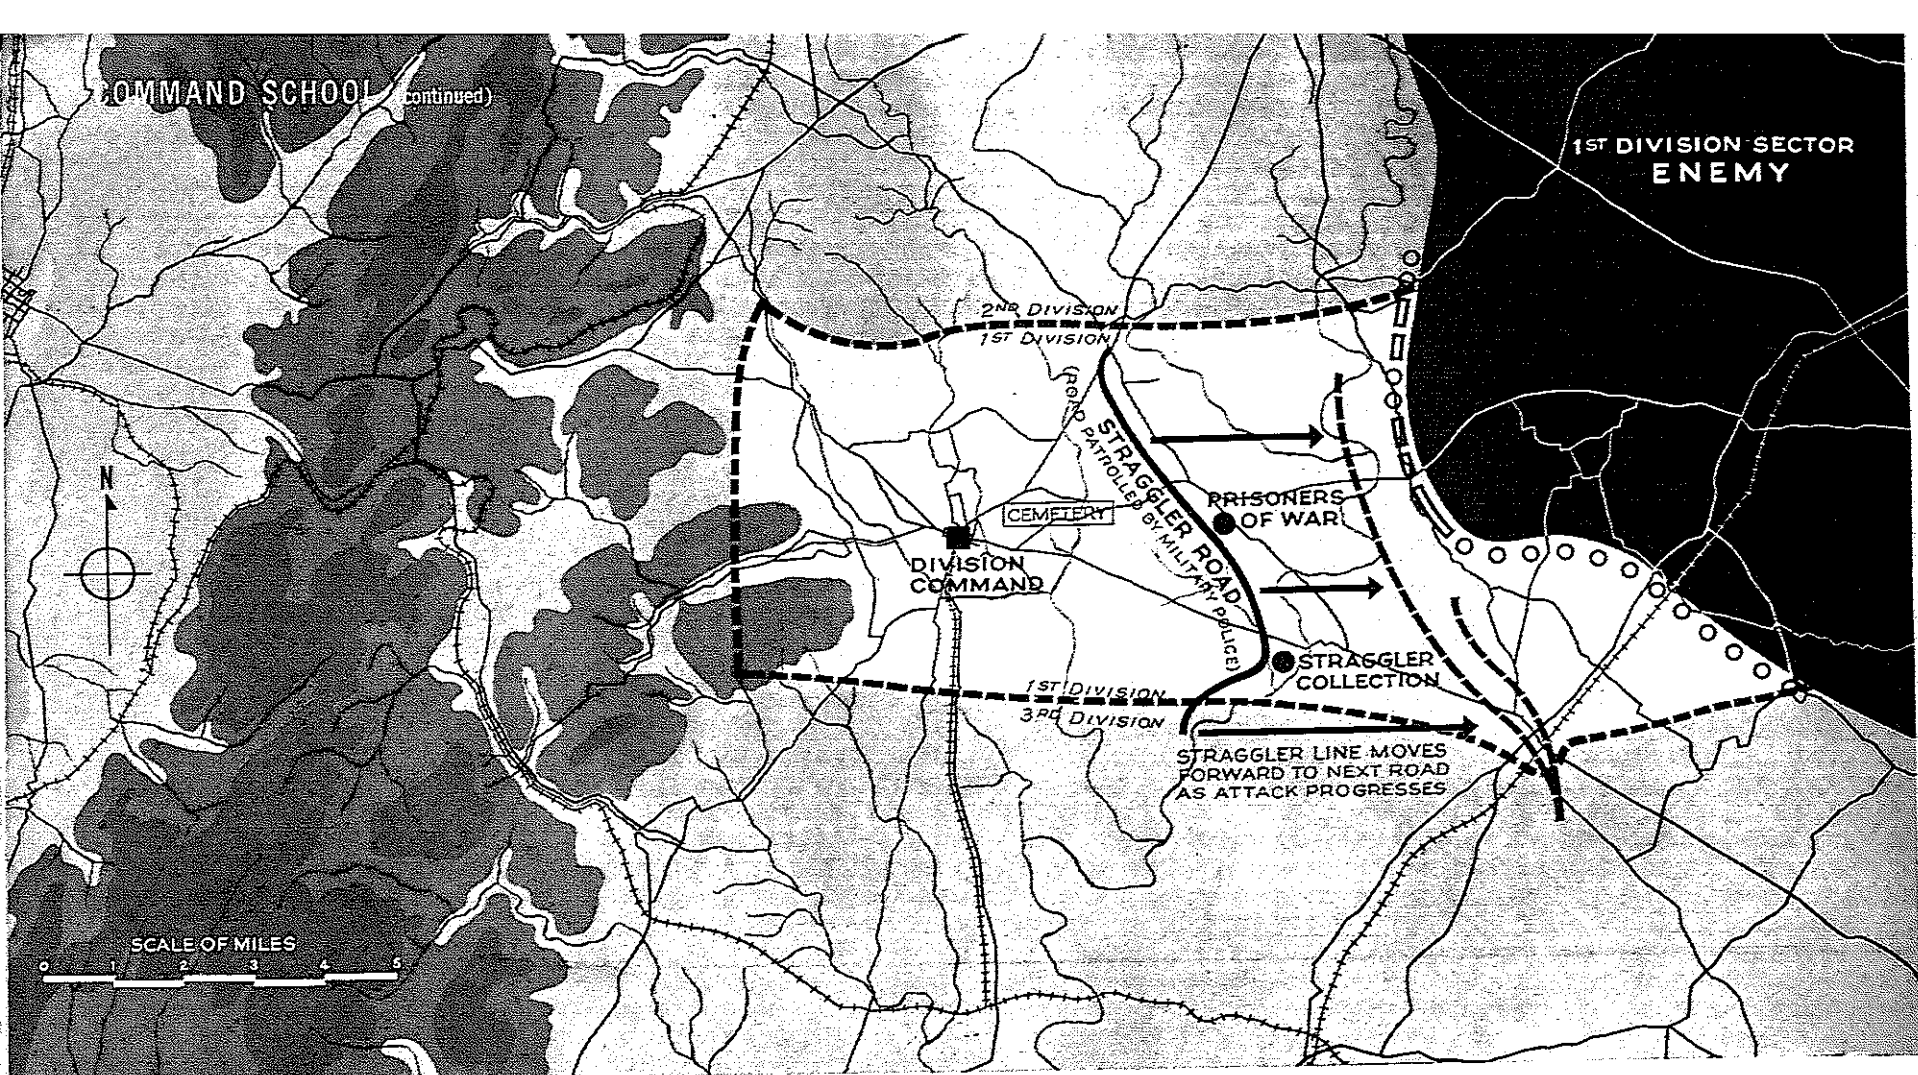 COMMAND SCHOOL (continued)
1ST DIVISION SECTOR
ENEMY
2ND DIVISION
1ST DIVISION
(ROAD PATROLLED BY MILITARY POLICE)
STRAGGLER ROAD
N
PRISONERS
OF WAR
CEMETERY
DIVISION
COMMAND
STRAGGLER
COLLECTION
1ST DIVISION
3RD DIVISION
STRAGGLER LINE MOVES
FORWARD TO NEXT ROAD
AS ATTACK PROGRESSES
SCALE OF MILES
0 1 2 3 4 5